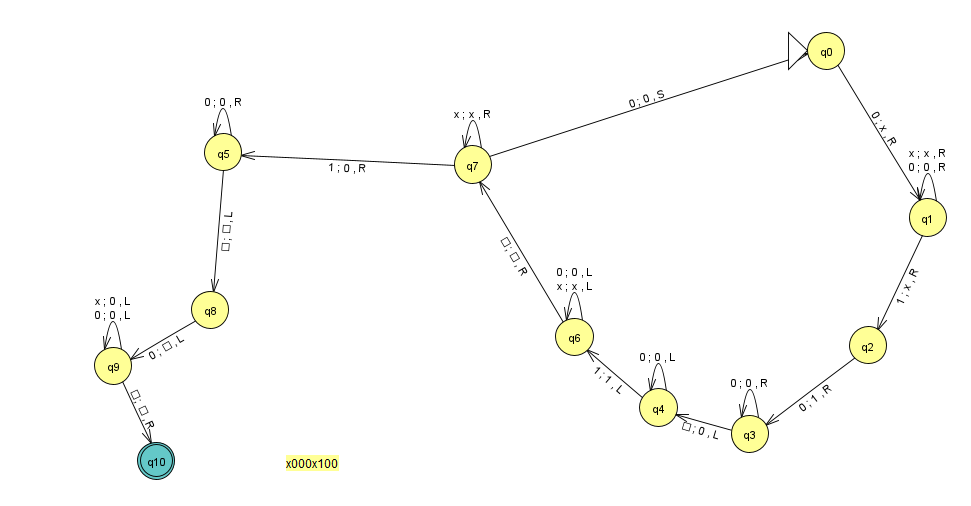 q0
0 ; 0 , S
0 ; x , R
0 ; 0 , R
x ; x , R
q5
q7
1 ; 0 , R
x ; x , R
0 ; 0 , R
q1
□ ; □ , L
□ ; □ , R
1 ; x , R
0 ; 0 , L
x ; x , L
x ; 0 , L
0 ; 0 , L
q8
q6
q2
0 ; □ , L
q9
0 ; 0 , L
1 ; 1 , L
0 ; 0 , R
0 ; 1 , R
q4
□ ; □ , R
□ ; 0 , L
q3
q10
x000x100